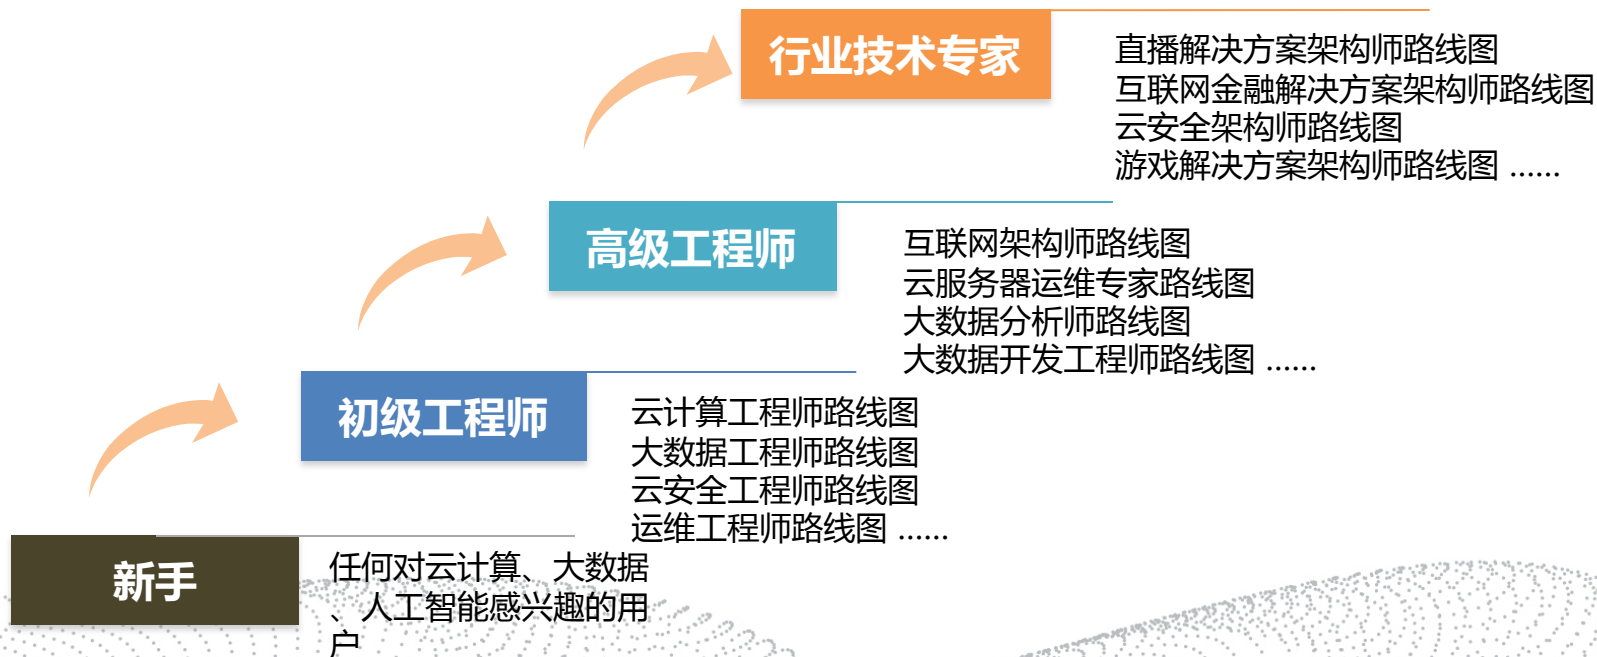 行业技术专家
直播解决方案架构师路线图
互联网金融解决方案架构师路线图
云安全架构师路线图
游戏解决方案架构师路线图 ......
高级工程师
互联网架构师路线图
云服务器运维专家路线图
大数据分析师路线图
大数据开发工程师路线图 ......
初级工程师
云计算工程师路线图
大数据工程师路线图
云安全工程师路线图
运维工程师路线图 ......
新手
任何对云计算、大数据
、人工智能感兴趣的用
户